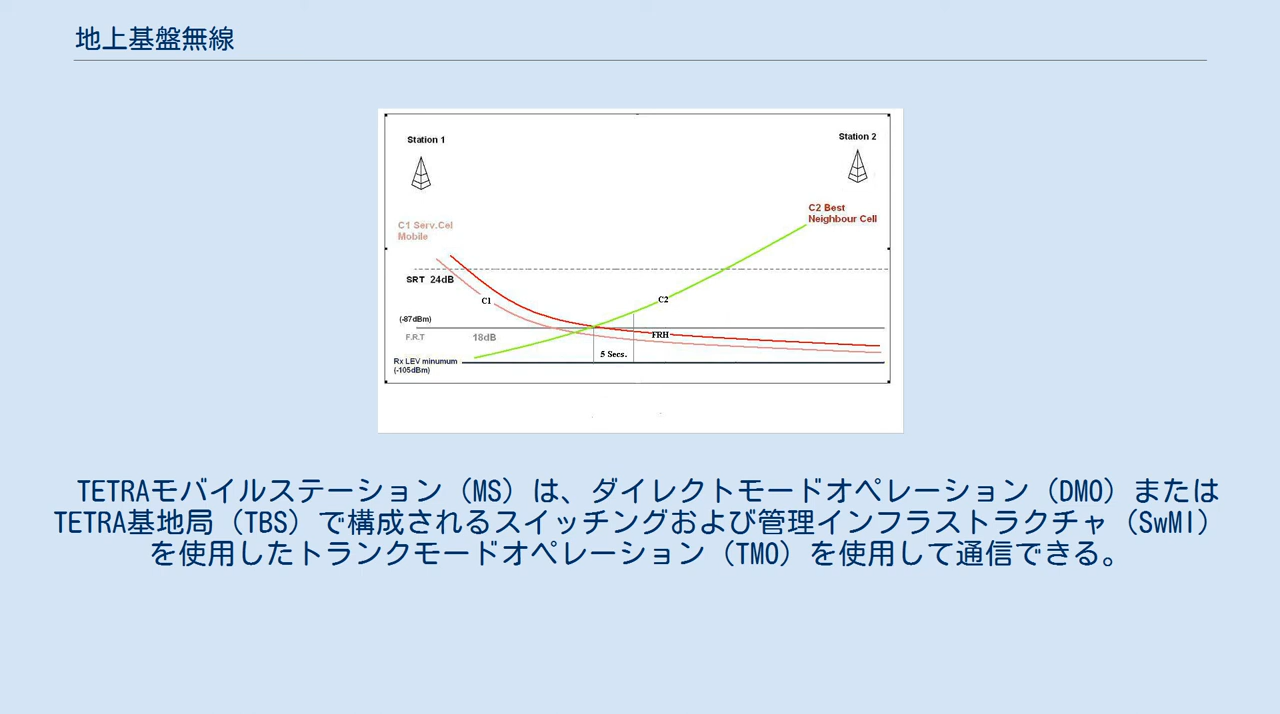 地上基盤無線
Station 1
Station 2
C2 Best
Neighbour Cell
C1 Serv.Cel
Mobile
SRT 24dB
C1
C2
(-87dBm)
F.R.T 18dB
FRH
5 Secs.
Rx LEV minumum
(-105dBm)
TETRAモバイルステーション（MS）は、ダイレクトモードオペレーション（DMO）または
TETRA基地局（TBS）で構成されるスイッチングおよび管理インフラストラクチャ（SwMI）
を使用したトランクモードオペレーション（TMO）を使用して通信できる。